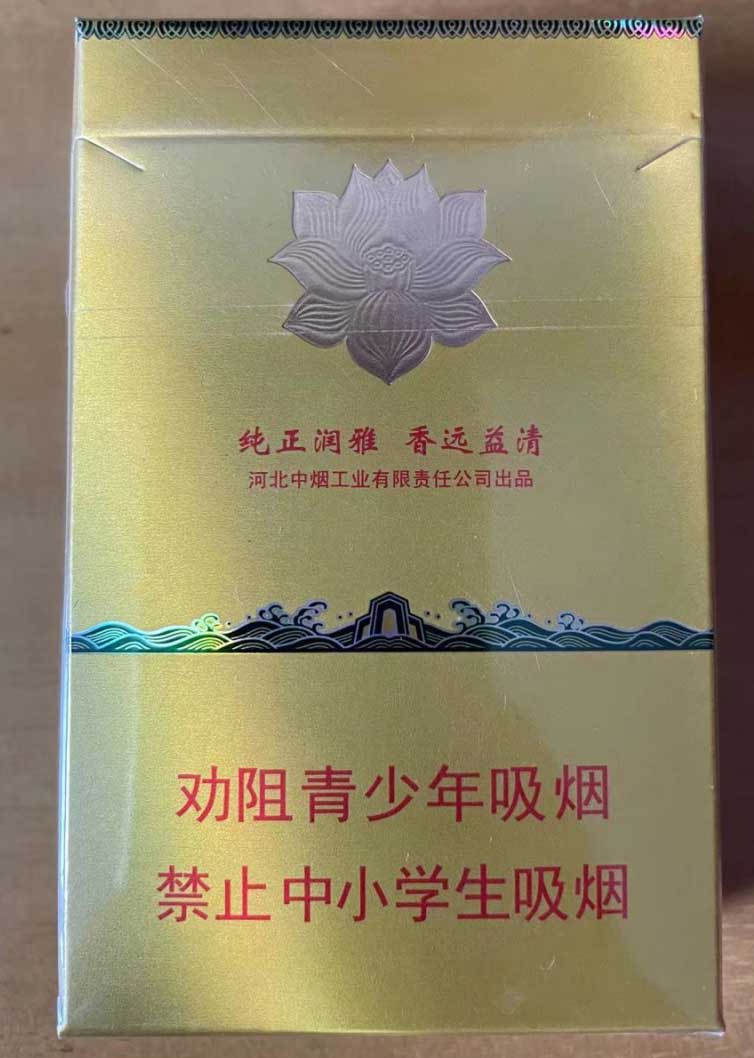 纯正润雅 香远益清
河北中烟工业有限责任公司出品
劝阻青少年吸烟
禁止中小学生吸烟